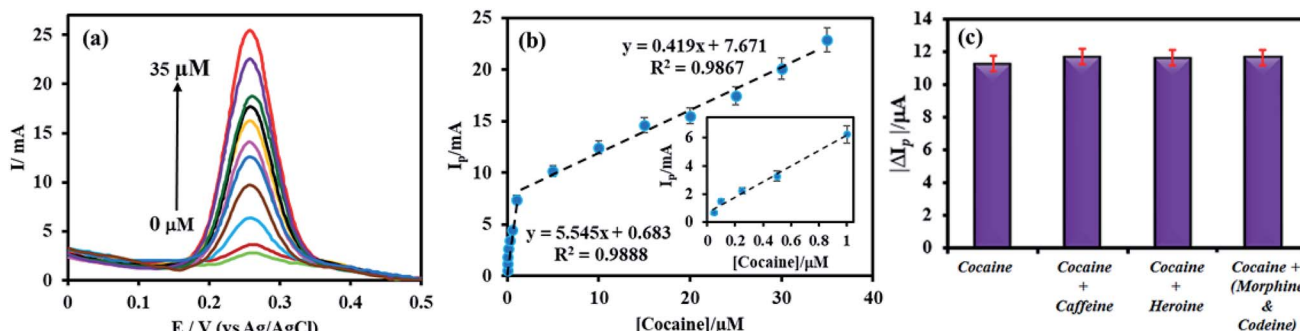 (a)
25
20
15
10
5
0
I/ mA
35 µM
0 µM
0
0.1
0.2
0.3
0.4
0.5
E / V (vs Ag/AgCl)
(b)
25
20
15
10
5
0
Ip/mA
y = 0.419x + 7.671
R² = 0.9867
y = 5.545x + 0.683
R² = 0.9888
0
10
20
30
40
[Cocaine]/µM
6
4
2
0
Ip/mA
0
0.2
0.4
0.6
0.8
1
[Cocaine]/µM
(c)
14
12
10
8
6
4
2
0
|ΔIp |/µA
Cocaine
Cocaine
+
Caffeine
Cocaine
+
Heroine
Cocaine +
(Morphine
&
Codeine)